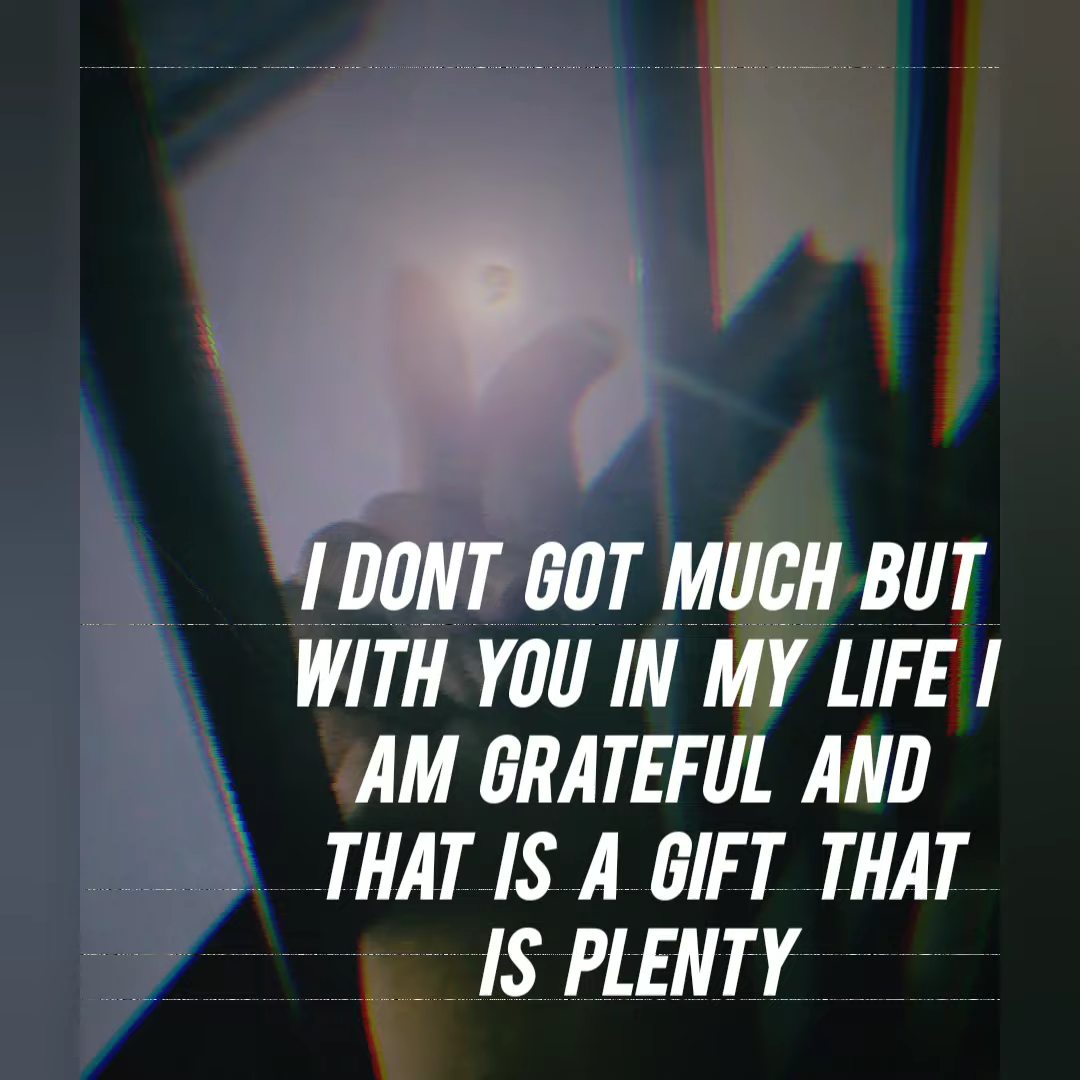 I DONT GOT MUCH BUT
WITH YOU IN MY LIFE I
AM GRATEFUL AND
THAT IS A GIFT THAT
IS PLENTY